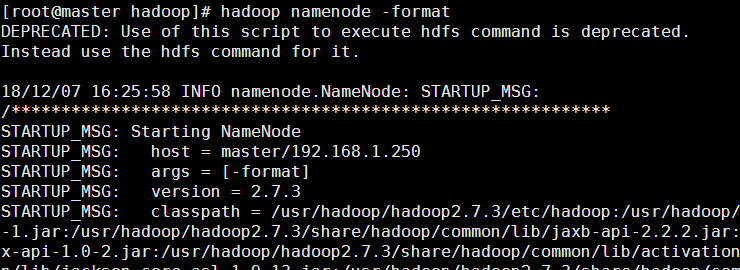 [root@master hadoop]# hadoop namenode -format
DEPRECATED: Use of this script to execute hdfs command is deprecated.
Instead use the hdfs command for it.
18/12/07 16:25:58 INFO namenode.NameNode: STARTUP_MSG:
/************************************************************
STARTUP_MSG: Starting NameNode
STARTUP_MSG:   host = master/192.168.1.250
STARTUP_MSG:   args = [-format]
STARTUP_MSG:   version = 2.7.3
STARTUP_MSG:   classpath = /usr/hadoop/hadoop2.7.3/etc/hadoop:/usr/hadoop/
-1.jar:/usr/hadoop/hadoop2.7.3/share/hadoop/common/lib/jaxb-api-2.2.2.jar:
x-api-1.0-2.jar:/usr/hadoop/hadoop2.7.3/share/hadoop/common/lib/activation